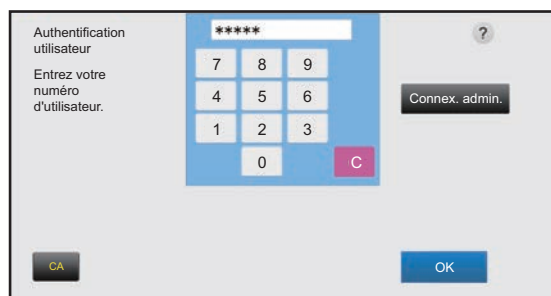 Authentification
utilisateur
Entrez votre
numéro
d'utilisateur.
*****
7 8 9
4 5 6
1 2 3
0 C
?
Connex. admin.
CA
OK